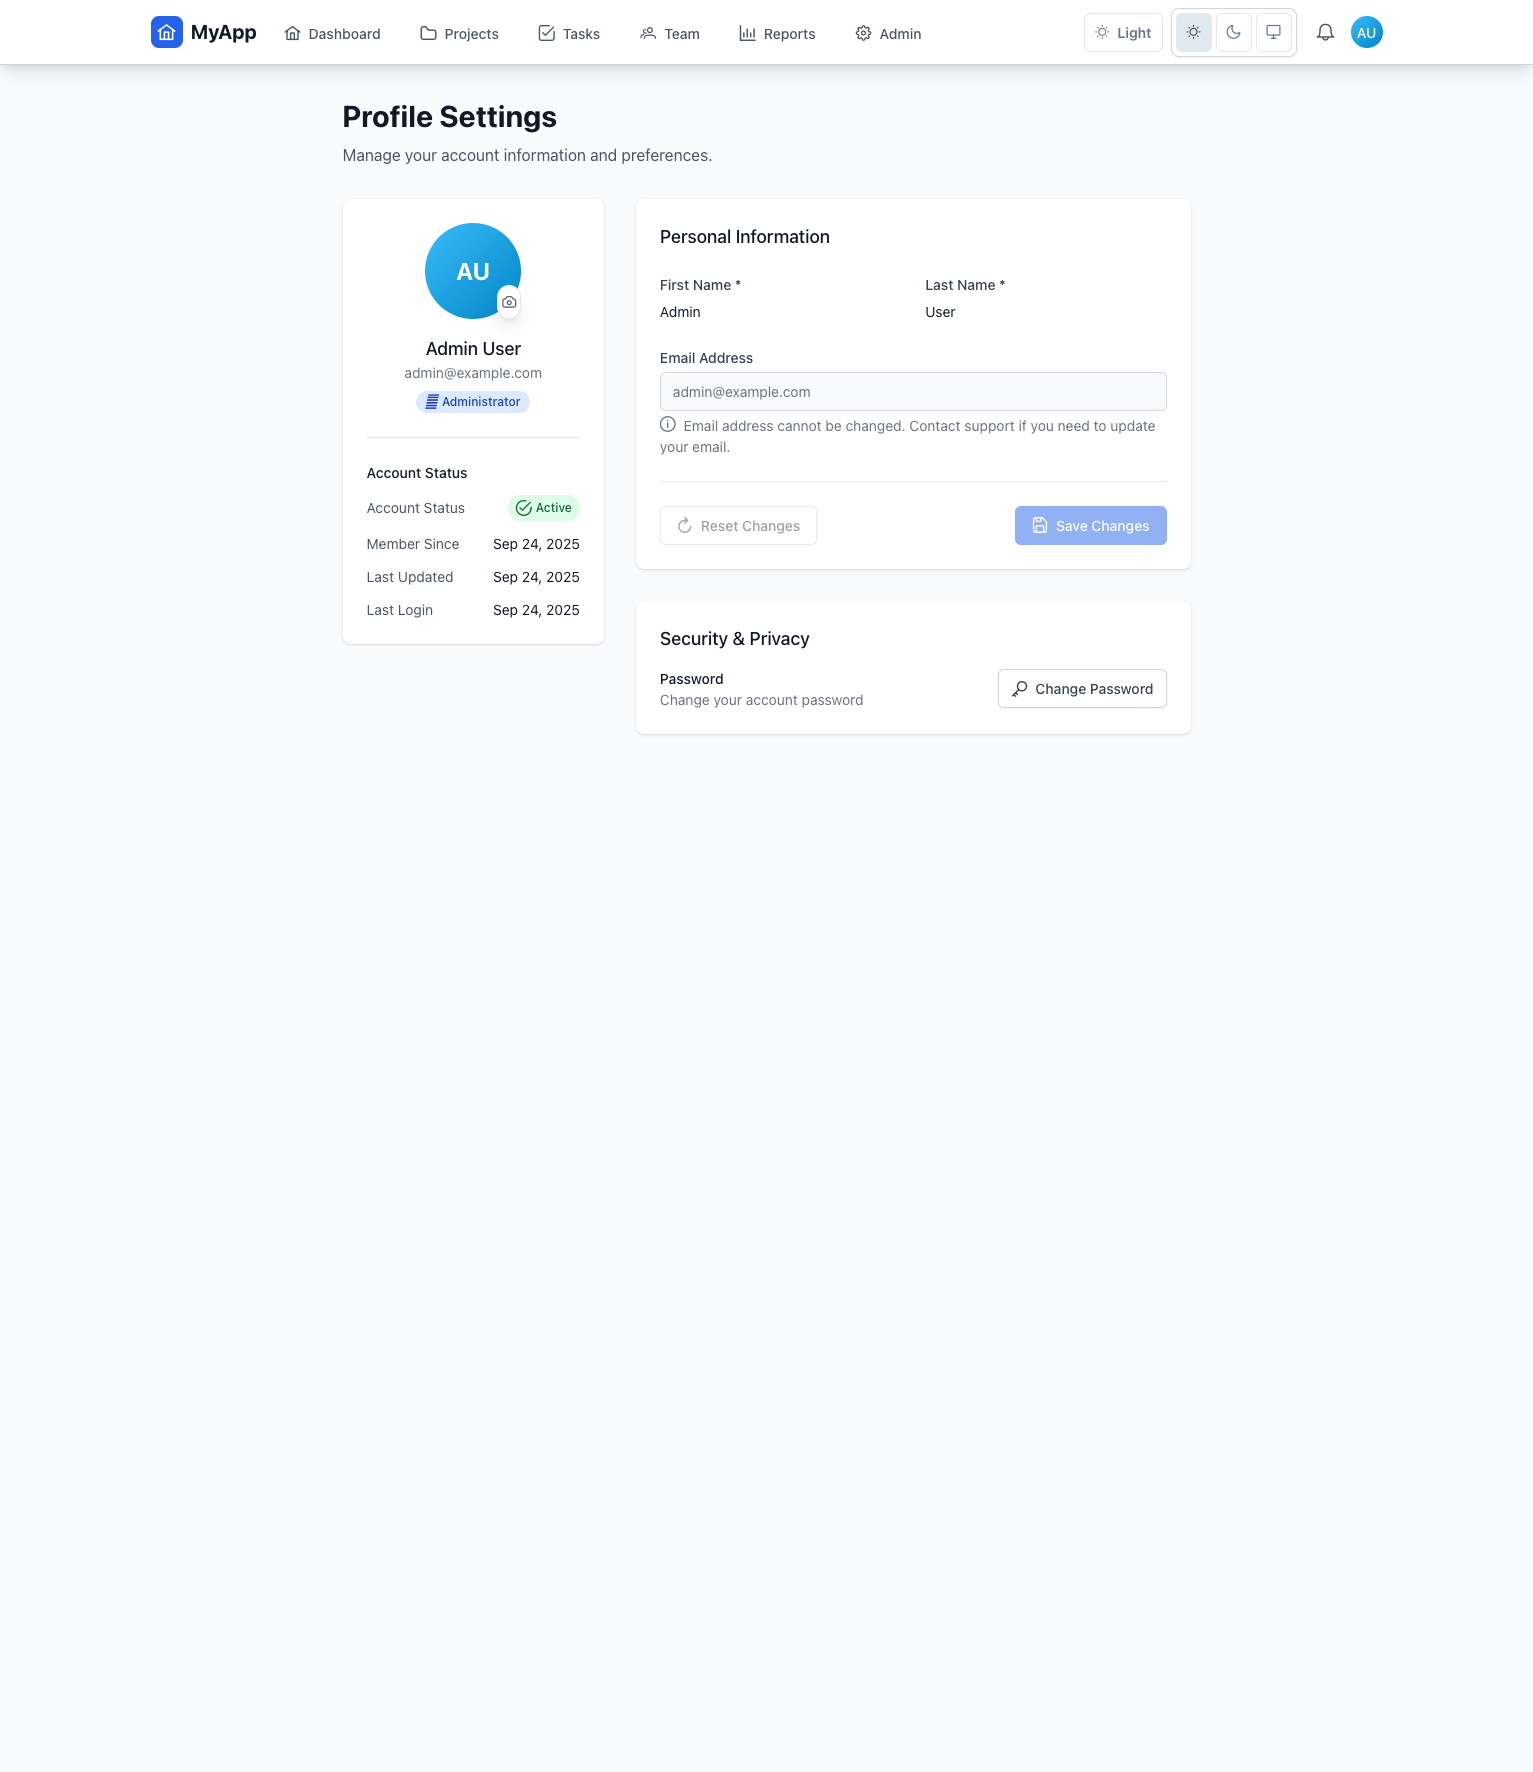 MyApp
Dashboard
Projects
Tasks
Team
Reports
Admin
Light
AU
Profile Settings
Manage your account information and preferences.
AU
Admin User
admin@example.com
Administrator
Account Status
Account Status Active
Member Since Sep 24, 2025
Last Updated Sep 24, 2025
Last Login Sep 24, 2025
Personal Information
First Name * Last Name *
Admin User
Email Address
admin@example.com
Email address cannot be changed. Contact support if you need to update
your email.
Reset Changes Save Changes
Security & Privacy
Password
Change your account password
Change Password